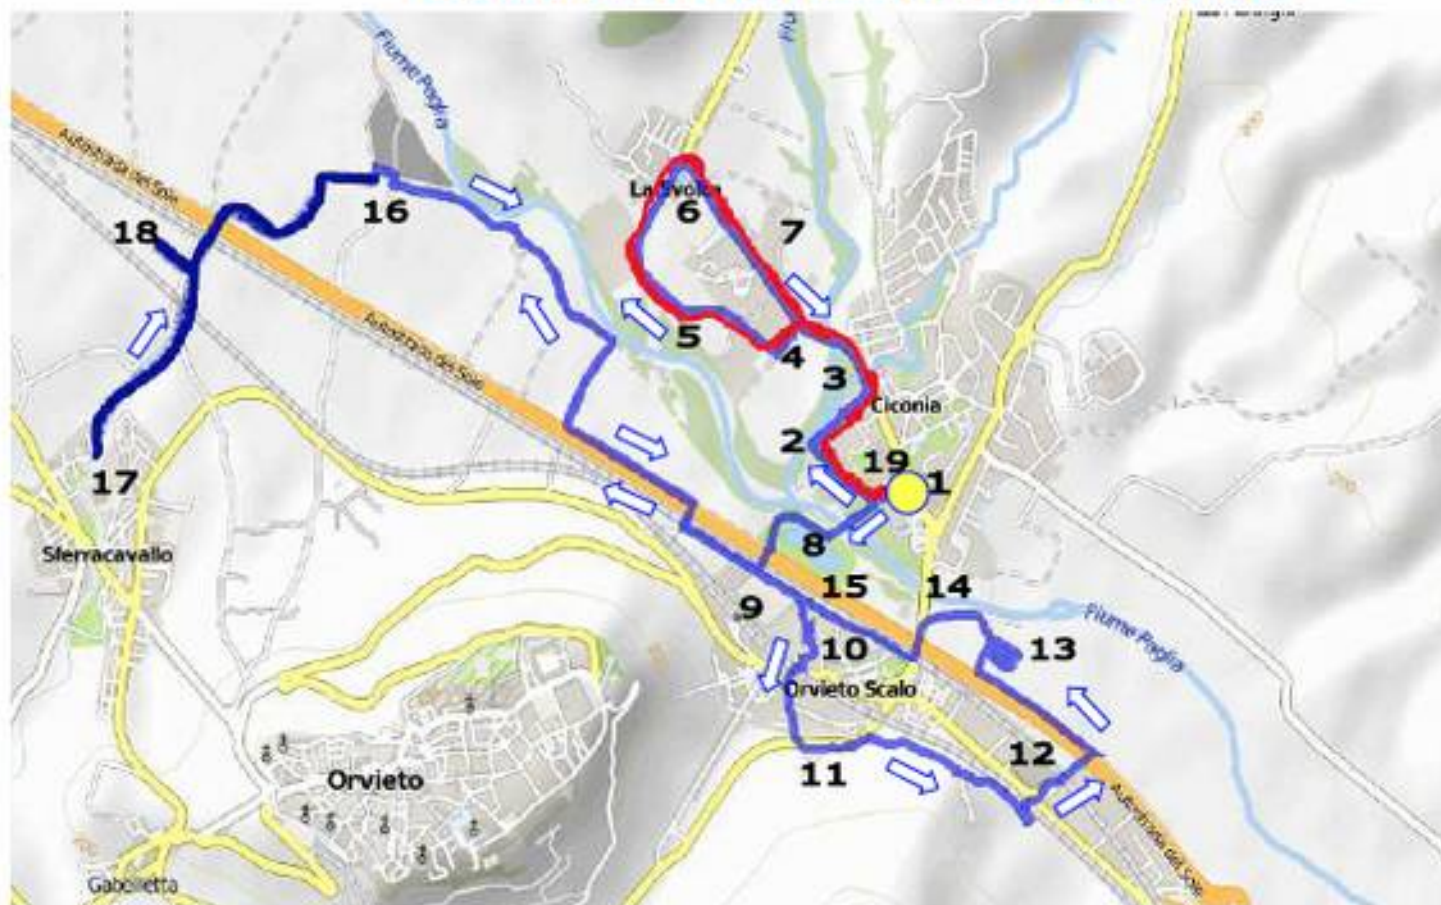 Fiume Paglia
Autostrada del Sole
La Svolta
6
7
16
18
5
4
3
Autostrada del Sole
Ciconia
2
19
1
17
Sferracavallo
8
15
14
9
10
13
Fiume Paglia
Orvieto Scalo
12
11
Orvieto
Autostrada del Sole
Gabelletta